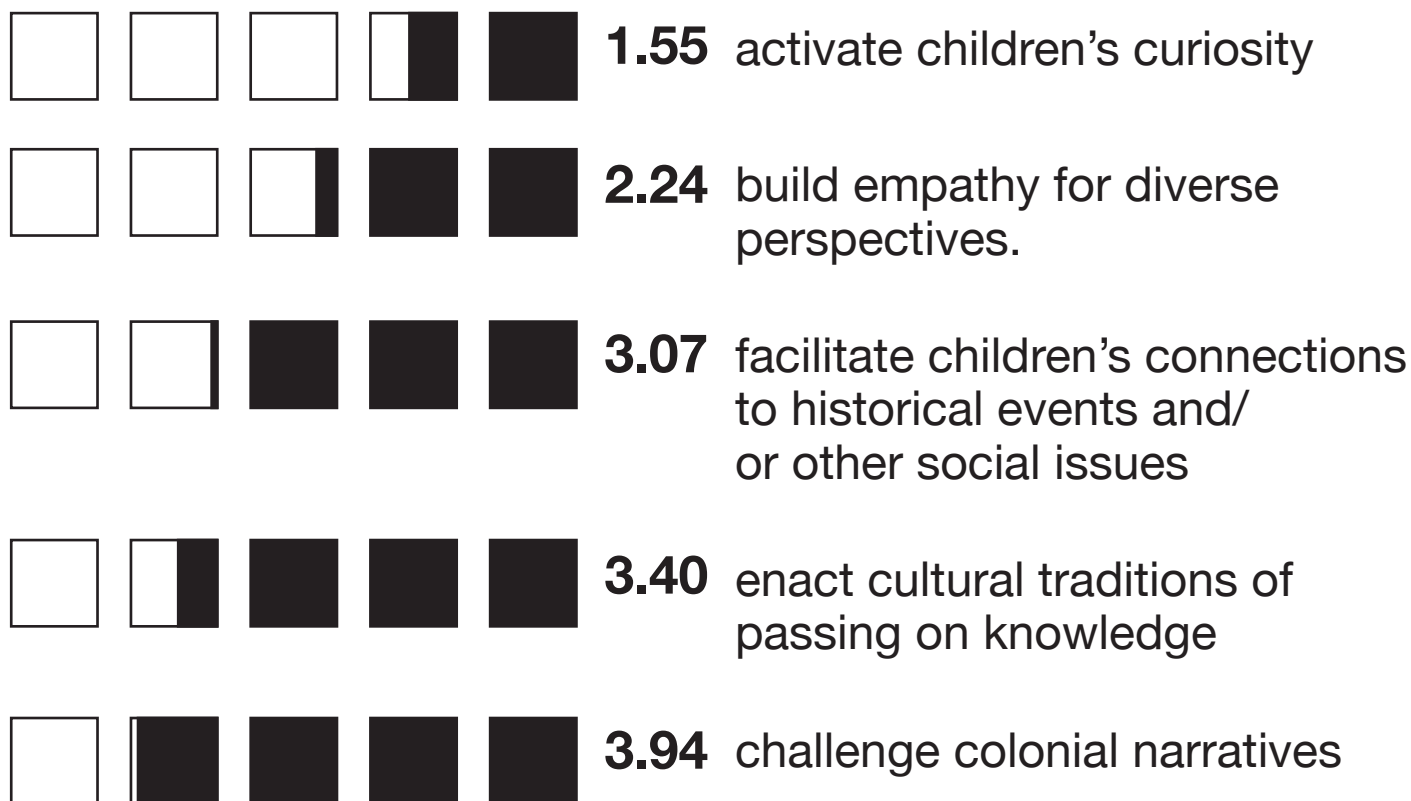 1.55 activate children’s curiosity
2.24 build empathy for diverse
perspectives.
3.07 facilitate children’s connections
to historical events and/
or other social issues
3.40 enact cultural traditions of
passing on knowledge
3.94 challenge colonial narratives